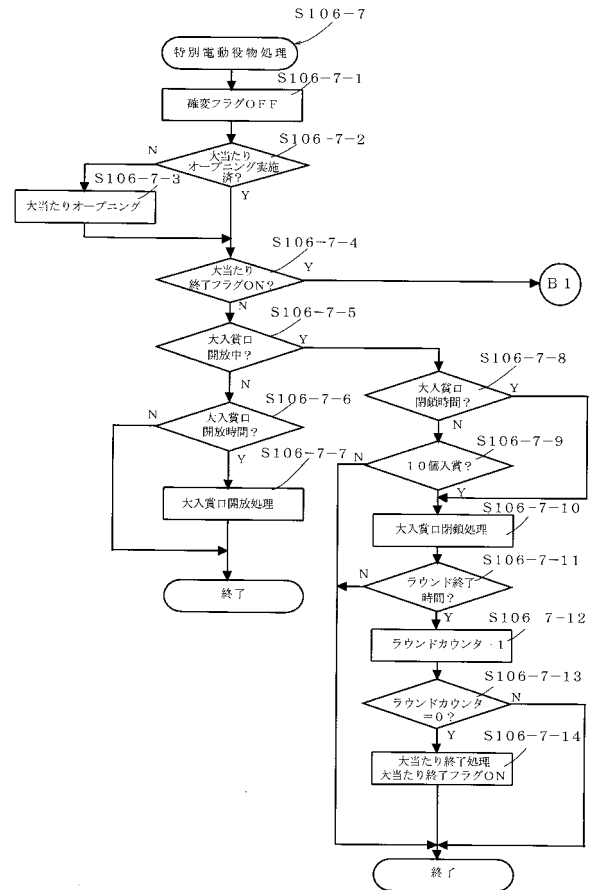 S106-7
特別電動役物処理
S106-7-1
確変フラグOFF
S106-7-2
N
大当たり
オープニング実施
済?
S106-7-3
大当たりオープニング
Y
S106-7-4
大当たり
終了フラグON?
Y
B1
N
S106-7-5
大入賞口
開放中?
Y
S106-7-8
大入賞口
閉鎖時間?
Y
N
S106-7-6
N
大入賞口
開放時間?
N
S106-7-9
Y
S106-7-7
N
10個入賞?
大入賞口開放処理
Y
S106-7-10
大入賞口閉鎖処理
S106-7-11
N
ラウンド終了
時間?
終了
Y
S106 7-12
ラウンドカウンタ-1
S106-7-13
ラウンドカウンタ
=0?
N
Y
S106-7-14
大当たり終了処理
大当たり終了フラグON
終了